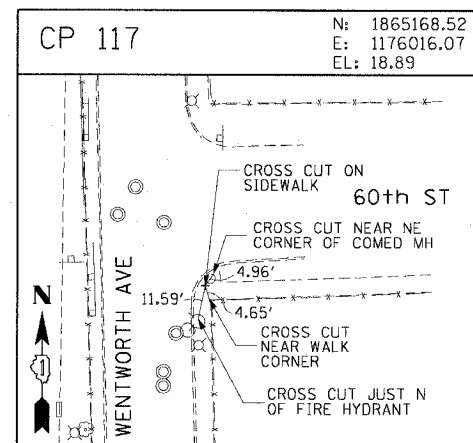 CP 117
N: 1865168.52
E: 1176016.07
EL: 18.89
CROSS CUT ON
SIDEWALK
60th ST
CROSS CUT NEAR NE
CORNER OF COMED MH
4.96'
11.59'
4.65'
N
1
WENTWORTH AVE
CROSS CUT
NEAR WALK
CORNER
CROSS CUT JUST N
OF FIRE HYDRANT